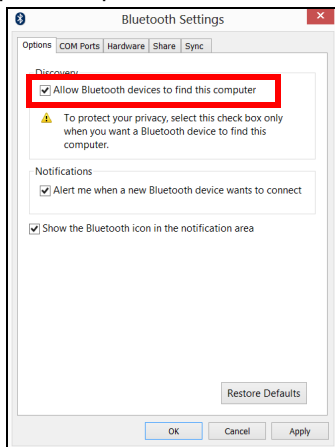 Bluetooth Settings
Options COM Ports Hardware Share Sync
Discovery
Allow Bluetooth devices to find this computer
To protect your privacy, select this check box only
when you want a Bluetooth device to find this
computer.
Notifications
Alert me when a new Bluetooth device wants to connect
Show the Bluetooth icon in the notification area
Restore Defaults
OK Cancel Apply